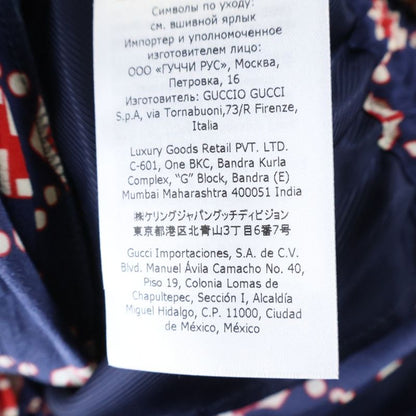 Символы по уходу:
см. вшивной ярлык
Импортер и уполномоченное
изготовителем лицо:
ООО «ГУЧЧИ РУС», Москва,
Петровка, 16
Изготовитель: GUCCIO GUCCI
S.p.A, via Tornabuoni,73/R Firenze,
Italia
Luxury Goods Retail PVT. LTD.
C-601, One BKC, Bandra Kurla
Complex, “G” Block, Bandra (E)
Mumbai Maharashtra 400051 India
㈱ケリングジャパングッチディビジョン
東京都港区北青山3丁目6番7号
Gucci Importaciones, S.A. de C.V.
Blvd. Manuel Ávila Camacho No. 40,
Piso 19, Colonia Lomas de
Chapultepec, Sección I, Alcaldía
Miguel Hidalgo, C.P. 11000, Ciudad
de México, México